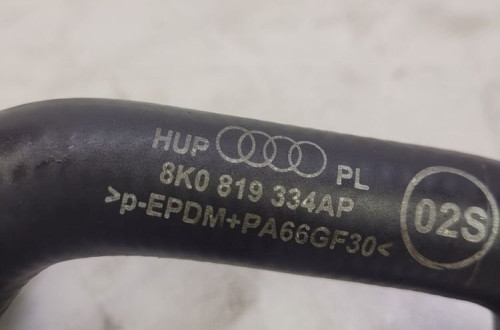 HUP PL
8K0 819 334AP
>p-EPDM+PA66GF30<
02S